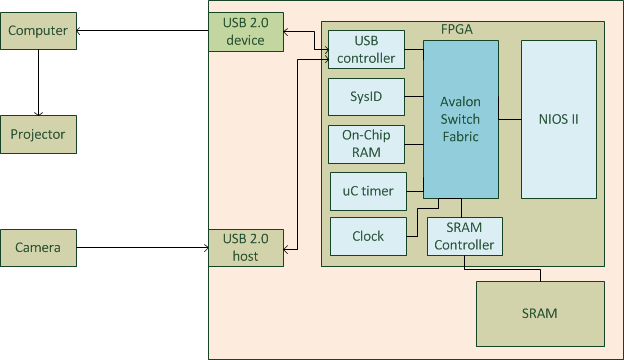 Computer
Projector
Camera
USB 2.0
device
USB 2.0
host
FPGA
USB
controller
SysID
On-Chip
RAM
uC timer
Clock
Avalon
Switch
Fabric
NIOS II
SRAM
Controller
SRAM